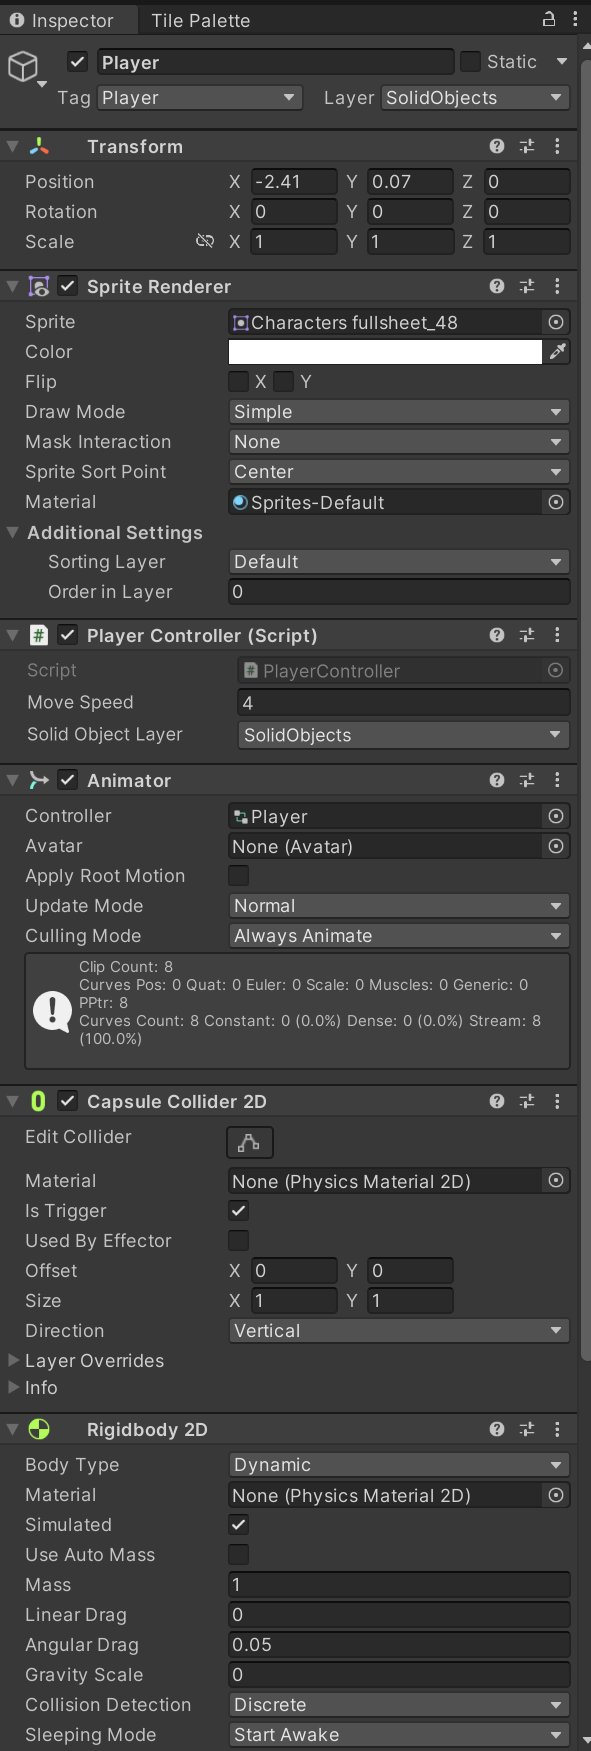 Inspector Tile Palette
Player Static
Tag Player Layer SolidObjects
Transform
Position X -2.41 Y 0.07 Z 0
Rotation X 0 Y 0 Z 0
Scale X 1 Y 1 Z 1
Sprite Renderer
Sprite Characters fullsheet_48
Color
Flip X Y
Draw Mode Simple
Mask Interaction None
Sprite Sort Point Center
Material Sprites-Default
Additional Settings
Sorting Layer Default
Order in Layer 0
# Player Controller (Script)
Script # PlayerController
Move Speed 4
Solid Object Layer SolidObjects
Animator
Controller Player
Avatar None (Avatar)
Apply Root Motion
Update Mode Normal
Culling Mode Always Animate
Clip Count: 8
Curves Pos: 0 Quat: 0 Euler: 0 Scale: 0 Muscles: 0 Generic: 0
PPtr: 8
Curves Count: 8 Constant: 0 (0.0%) Dense: 0 (0.0%) Stream: 8
(100.0%)
Capsule Collider 2D
Edit Collider
Material None (Physics Material 2D)
Is Trigger
Used By Effector
Offset X 0 Y 0
Size X 1 Y 1
Direction Vertical
Layer Overrides
Info
Rigidbody 2D
Body Type Dynamic
Material None (Physics Material 2D)
Simulated
Use Auto Mass
Mass 1
Linear Drag 0
Angular Drag 0.05
Gravity Scale 0
Collision Detection Discrete
Sleeping Mode Start Awake